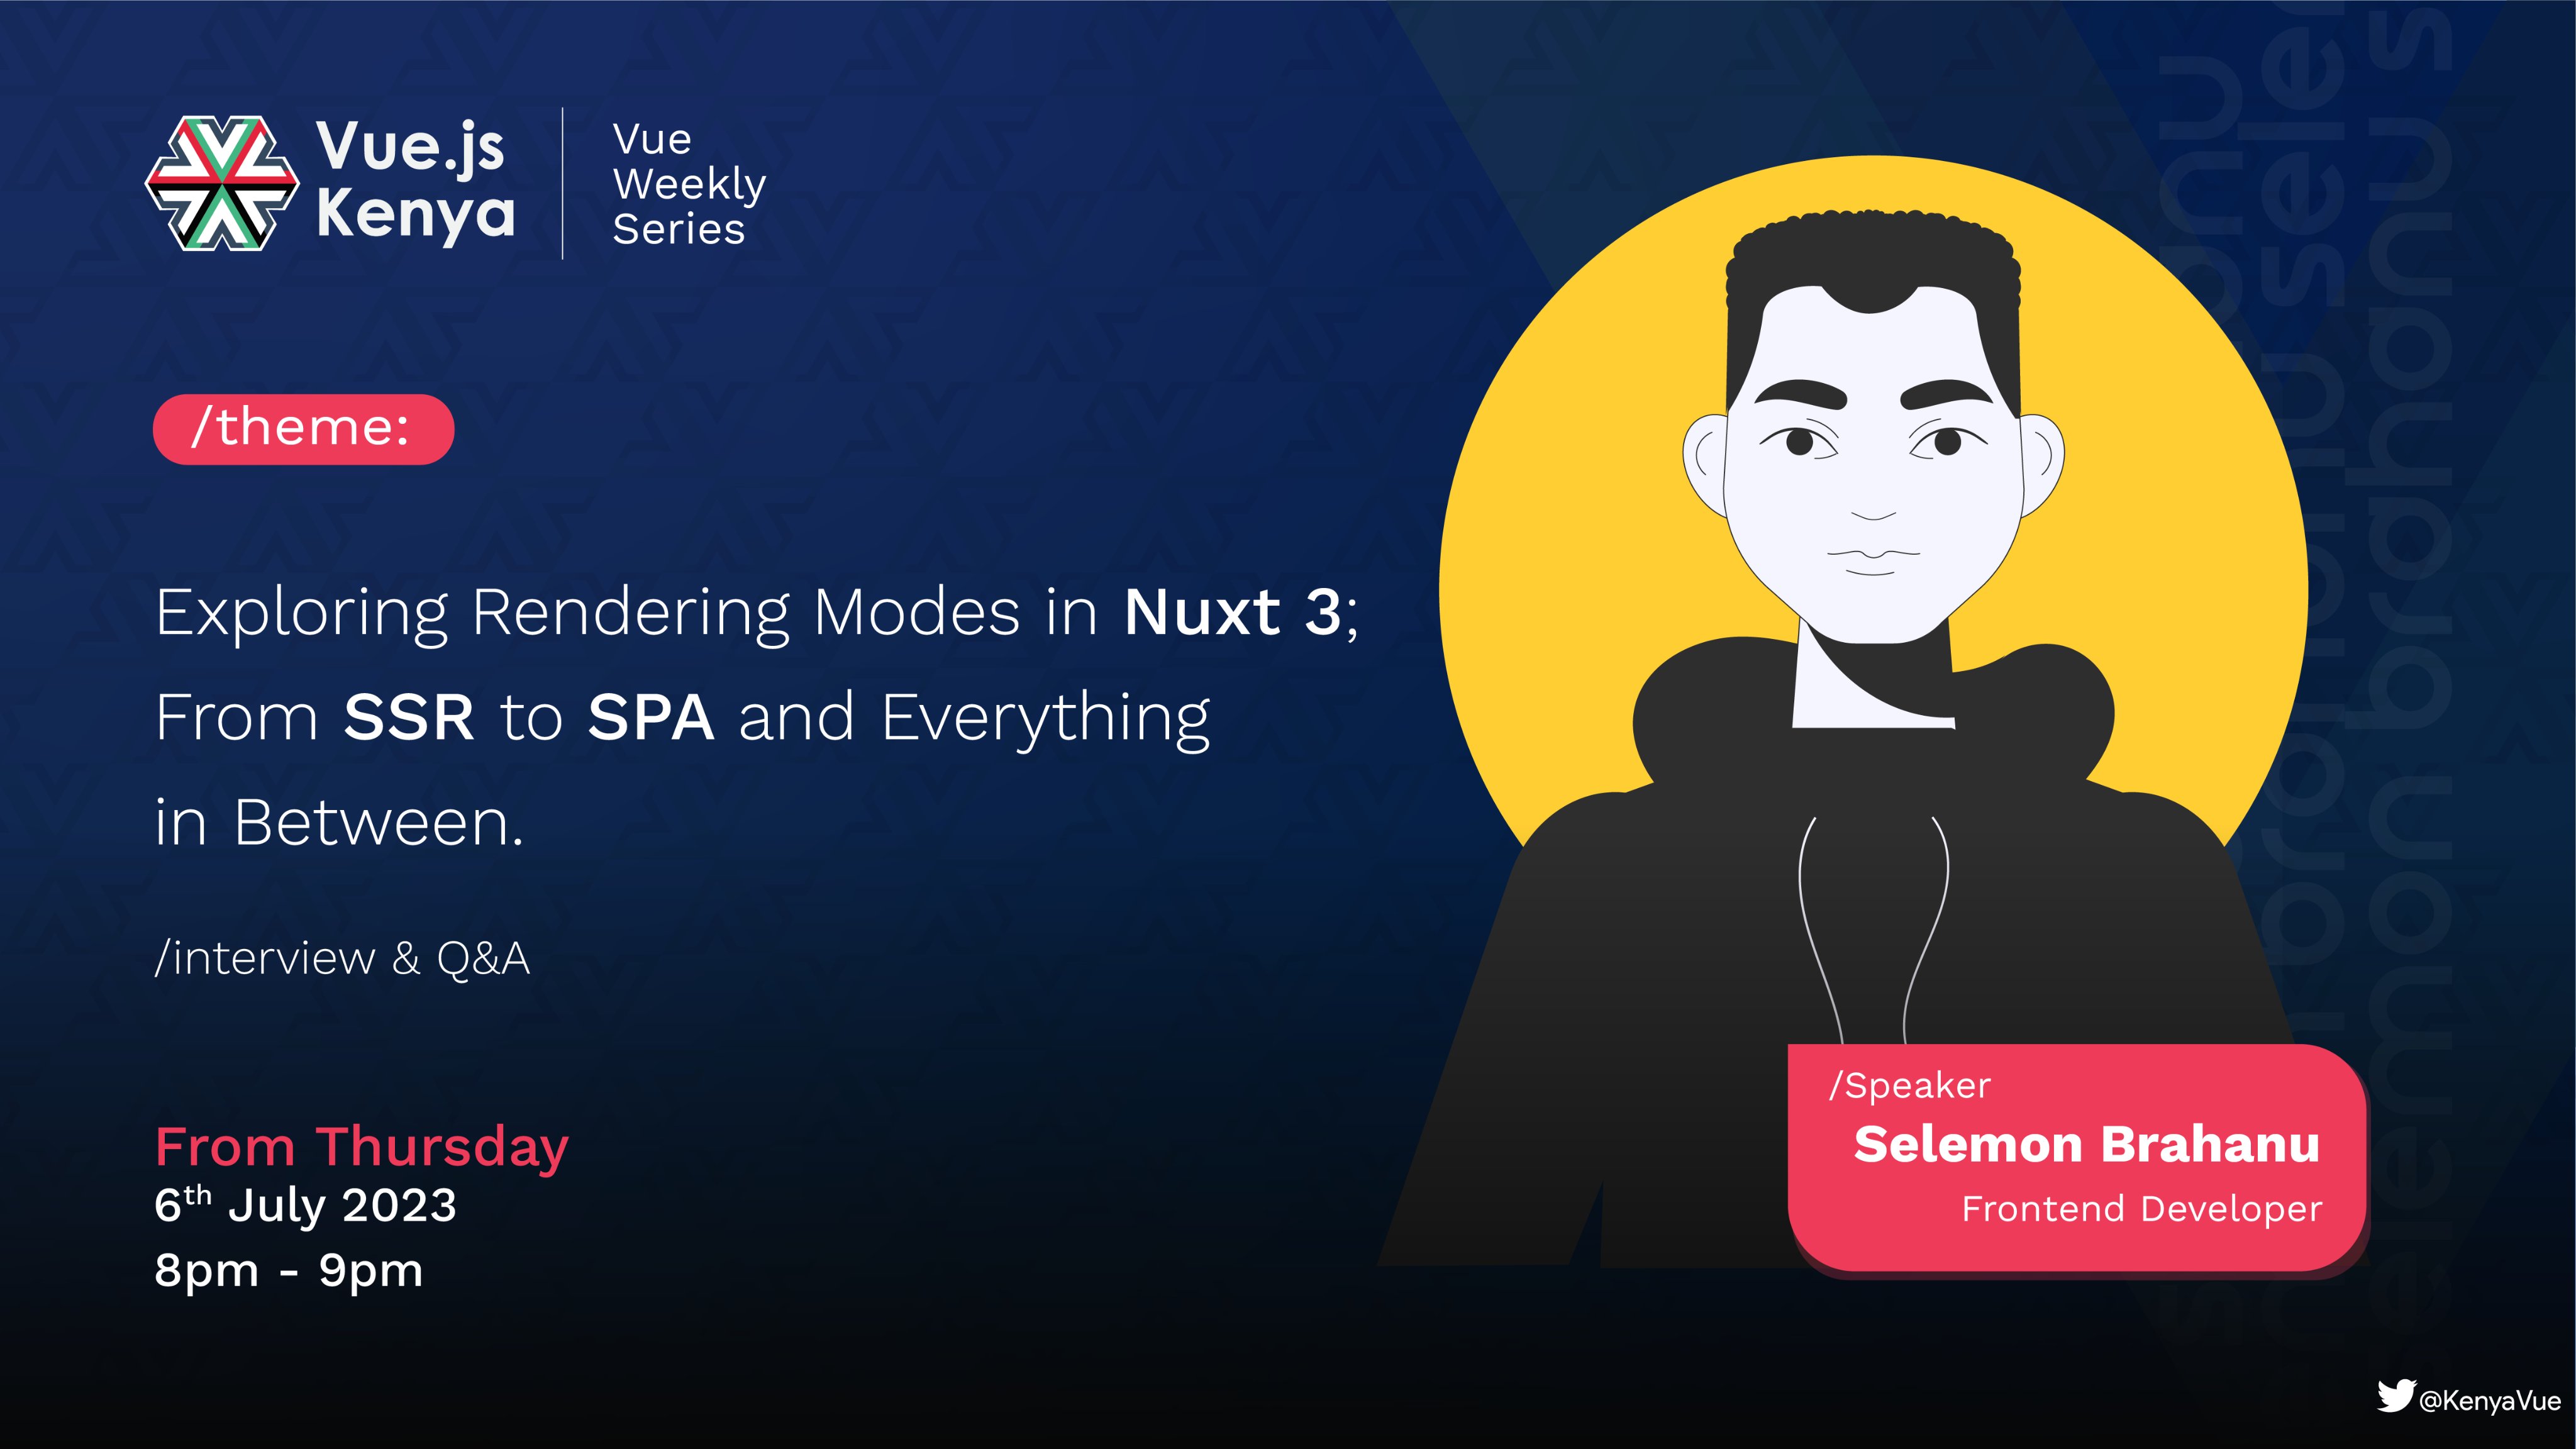 Vue.js
Kenya
Vue
Weekly
Series
/theme:
Exploring Rendering Modes in Nuxt 3;
From SSR to SPA and Everything
in Between.
/interview & Q&A
From Thursday
6th July 2023
8pm - 9pm
/Speaker
Selemon Brahanu
Frontend Developer
@KenyaVue